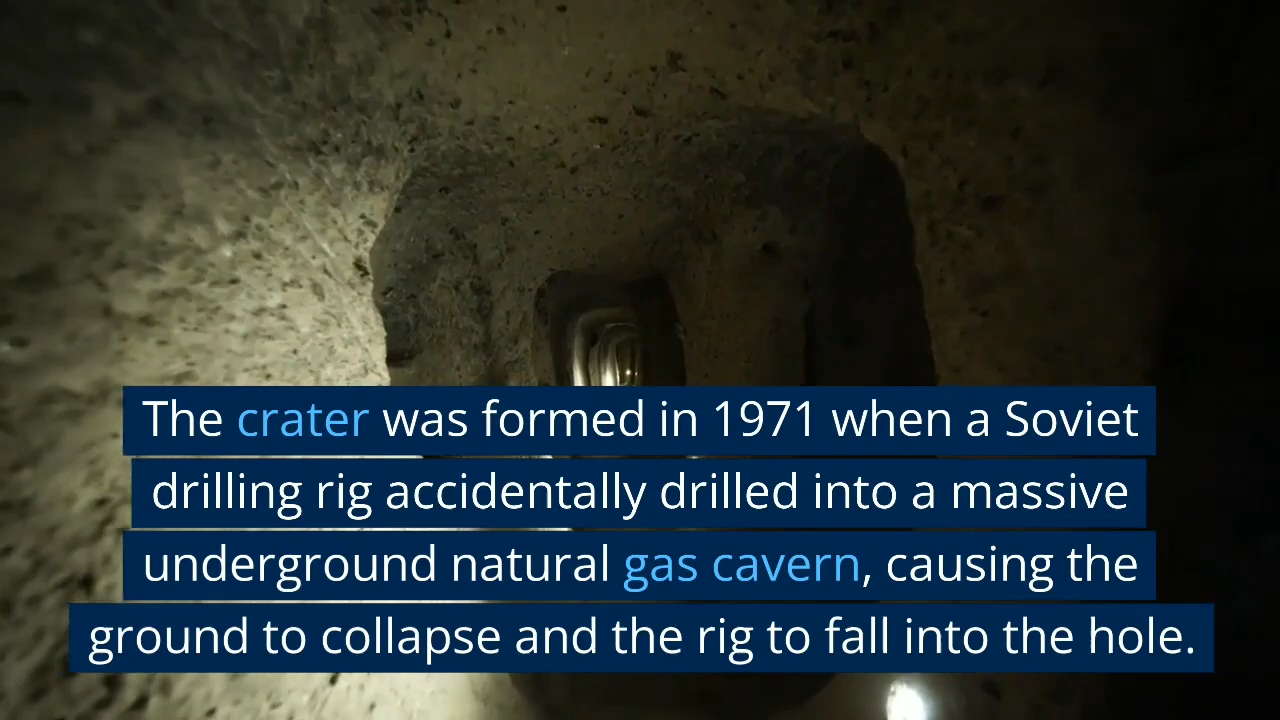 The crater was formed in 1971 when a Soviet
drilling rig accidentally drilled into a massive
underground natural gas cavern, causing the
ground to collapse and the rig to fall into the hole.